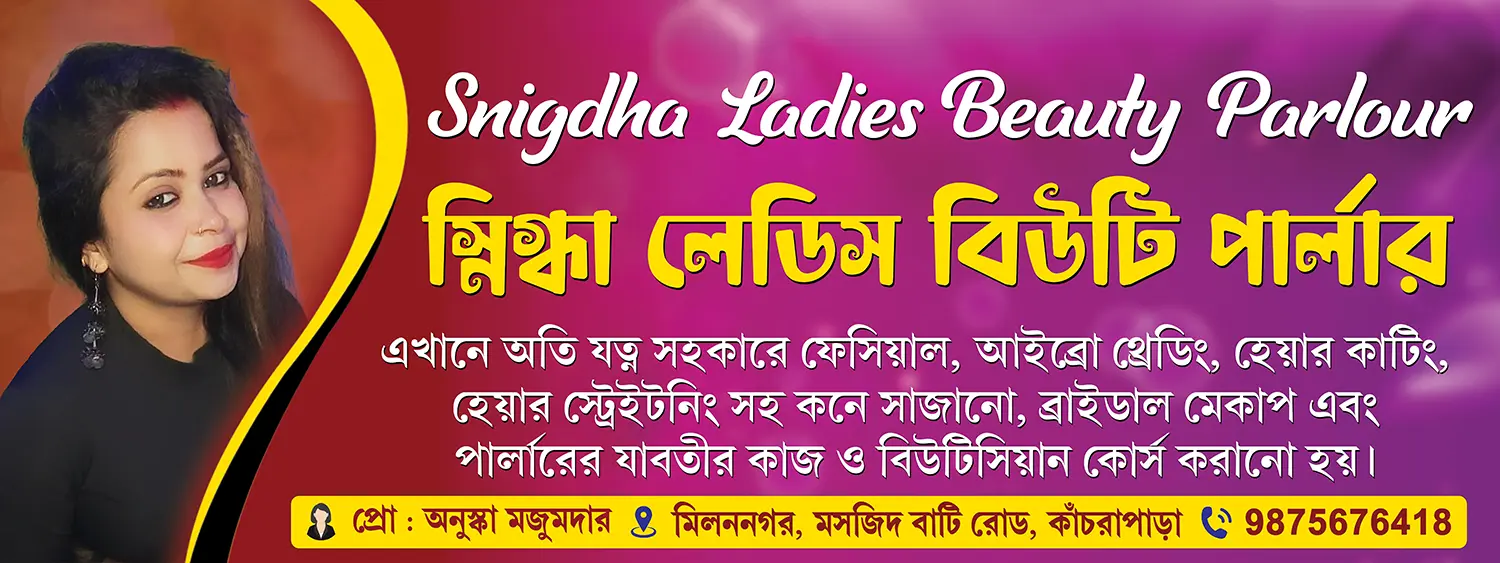 Snigdha Ladies Beauty Parlour
স্নিগ্ধা লেডিস বিউটি পার্লার
এখানে অতি যত্ন সহকারে ফেসিয়াল, আইব্রো থ্রেডিং, হেয়ার কাটিং,
হেয়ার স্ট্রেইটনিং সহ কনে সাজানো, ব্রাইডাল মেকাপ এবং
পার্লারের যাবতীর কাজ ও বিউটিসিয়ান কোর্স করানো হয়।
প্রো : অনুস্কা মজুমদার মিলননগর, মসজিদ বাটি রোড, কাঁচরাপাড়া 9875676418